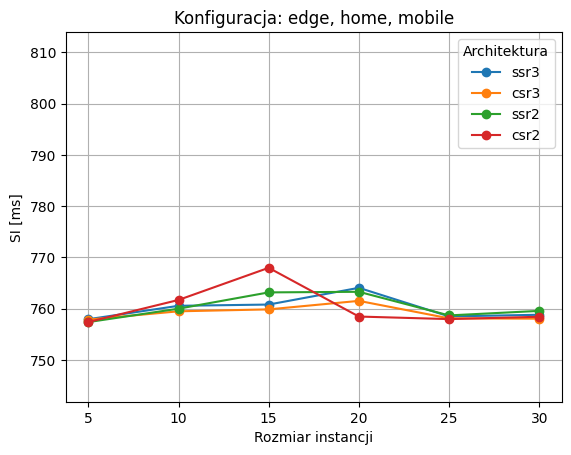 Konfiguracja: edge, home, mobile
Architektura
ssr3
csr3
ssr2
csr2
SI [ms]
810
800
790
780
770
760
750
5 10 15 20 25 30
Rozmiar instancji